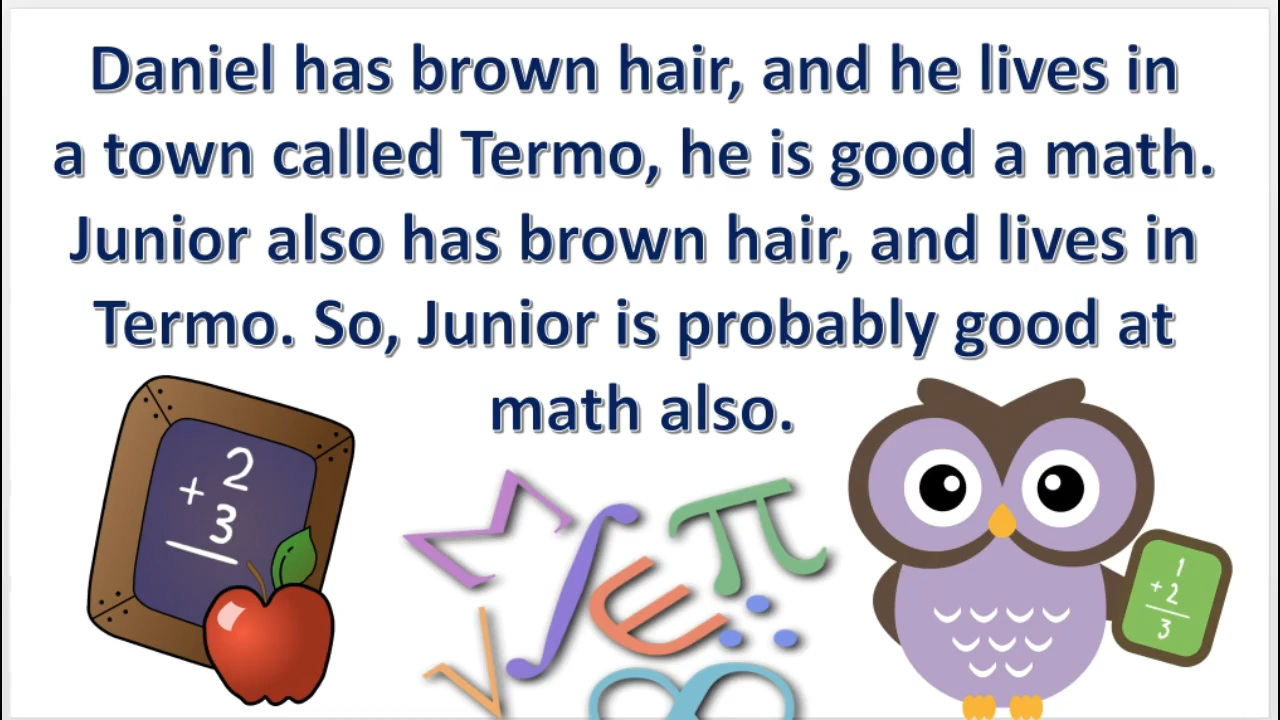 Daniel has brown hair, and he lives in
a town called Termo, he is good a math.
Junior also has brown hair, and lives in
Termo. So, Junior is probably good at
math also.
2
+
3
Σ
∫
∈
π
∴
√
∞
1
+2
3